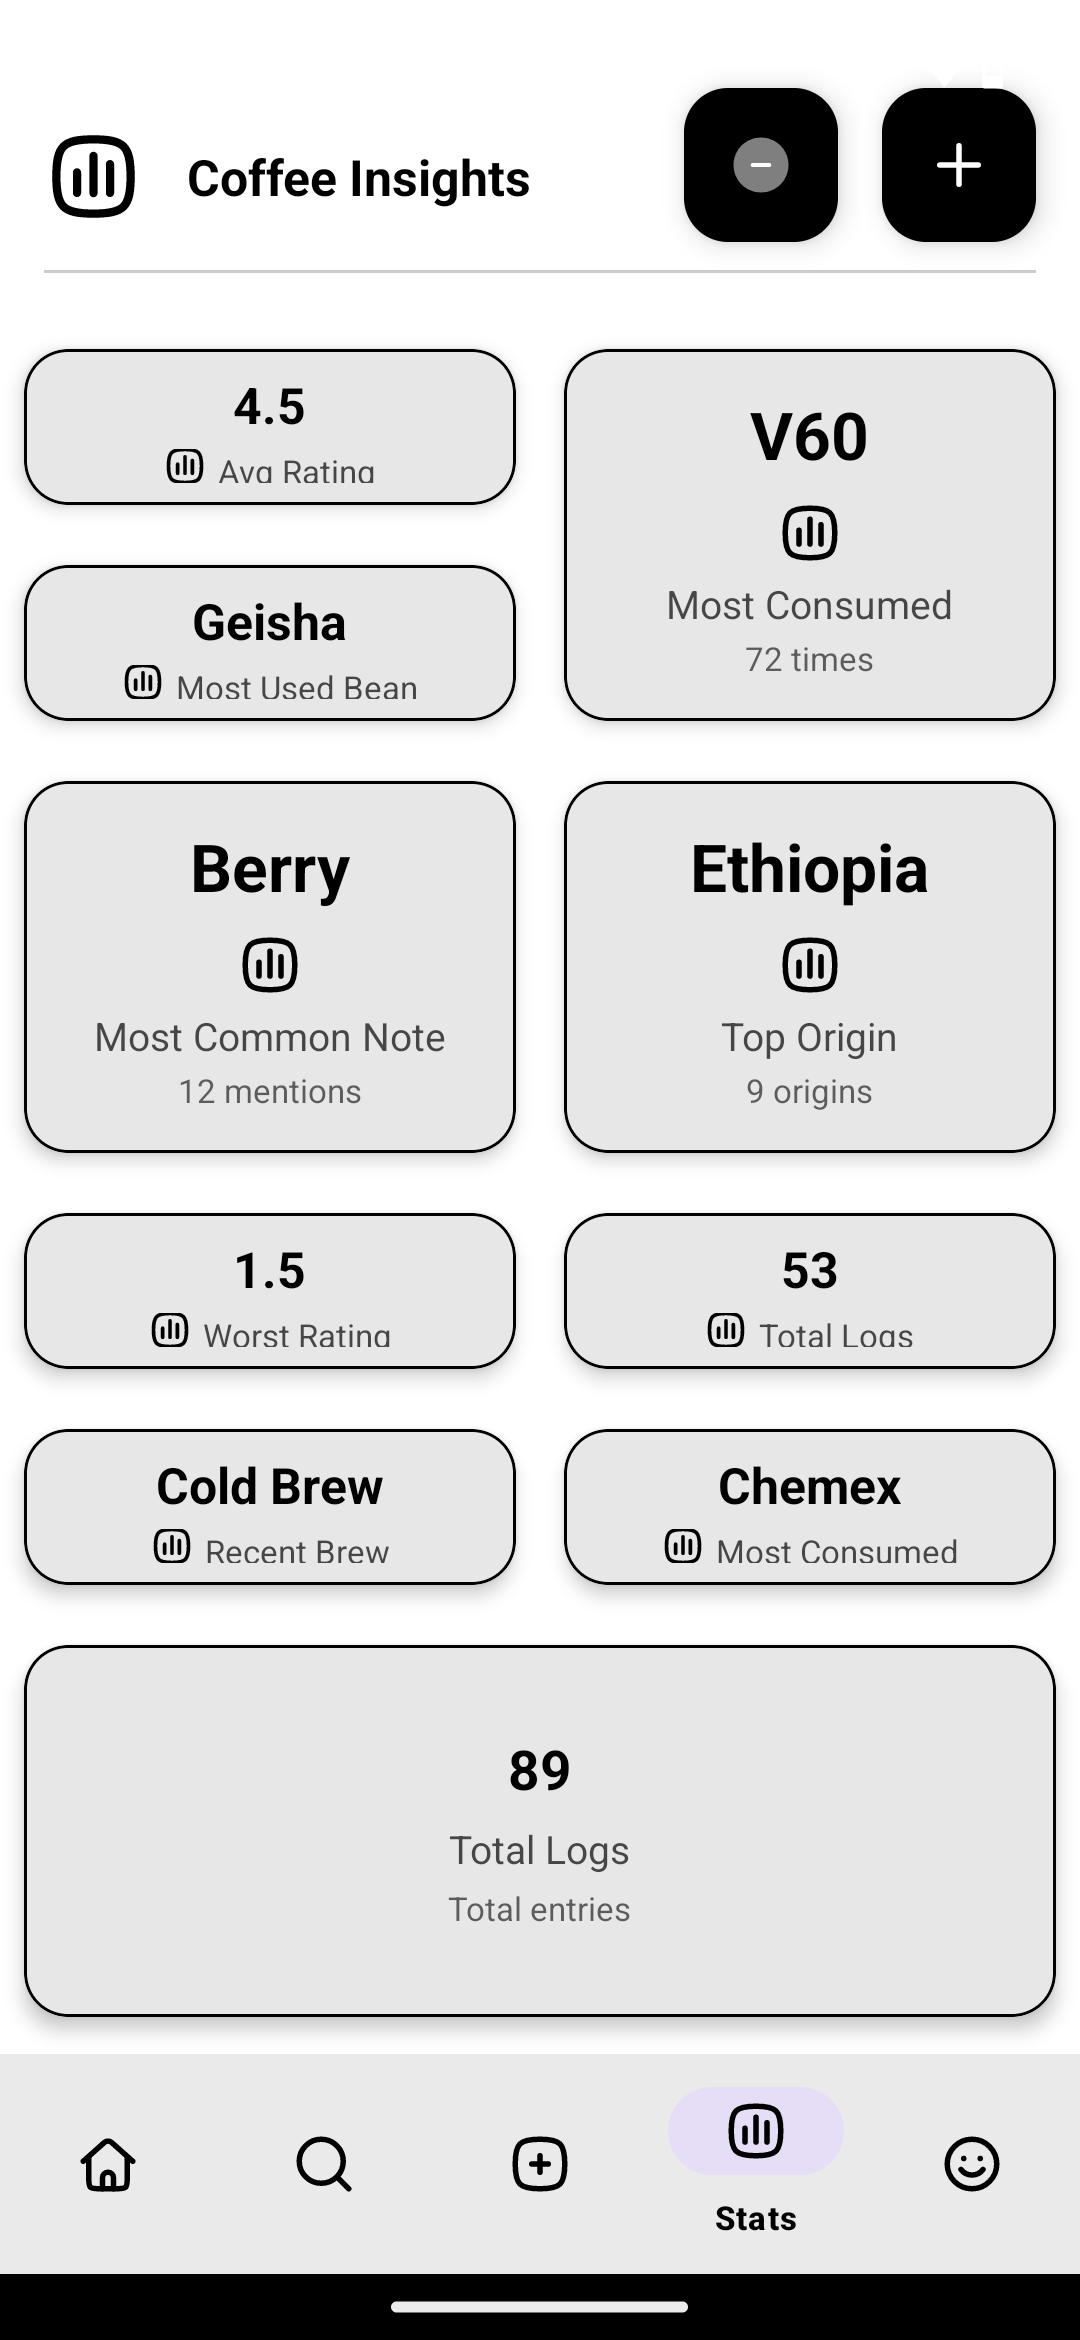 Coffee Insights
4.5
Avg Rating
V60
Most Consumed
72 times
Geisha
Most Used Bean
Berry
Most Common Note
12 mentions
Ethiopia
Top Origin
9 origins
1.5
Worst Rating
53
Total Logs
Cold Brew
Recent Brew
Chemex
Most Consumed
89
Total Logs
Total entries
Stats